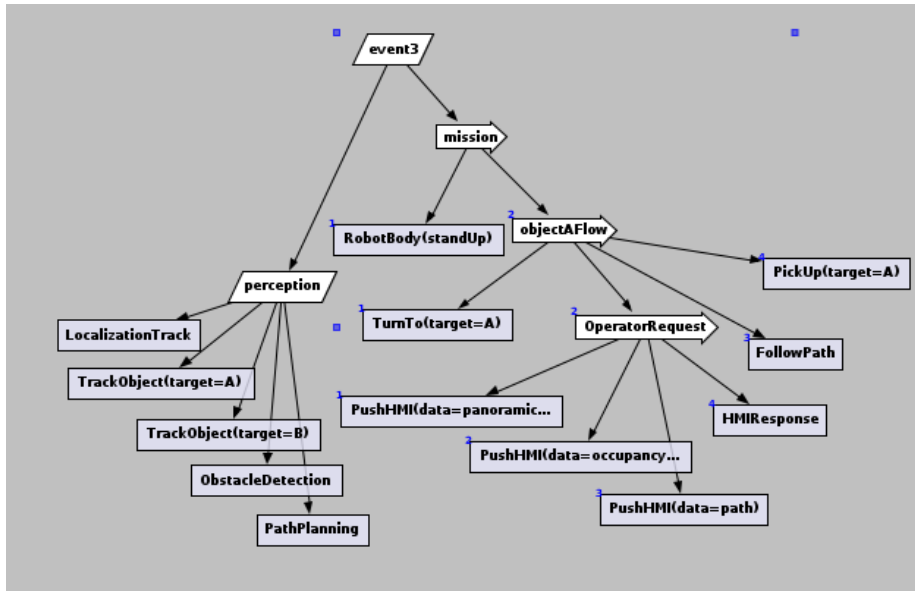 event3
mission
1
RobotBody(standUp)
2
objectAFlow
4
PickUp(target=A)
perception
1
TurnTo(target=A)
2
OperatorRequest
3
FollowPath
LocalizationTrack
TrackObject(target=A)
1
PushHMI(data=panoramic...
4
HMIResponse
TrackObject(target=B)
2
PushHMI(data=occupancy...
ObstacleDetection
3
PushHMI(data=path)
PathPlanning